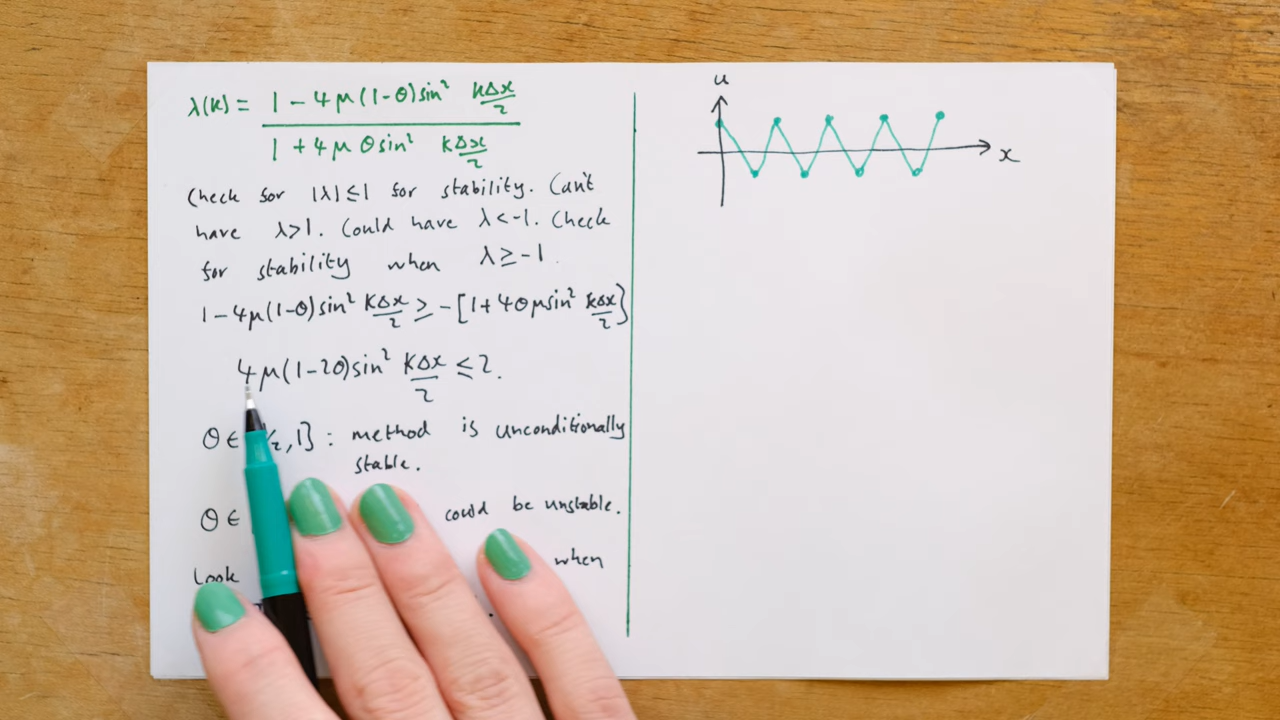 λ(k) = 1 - 4μ(1-θ)sin² kΔx/2
1 + 4μθsin² kΔx/2
Check for |λ| ≤ 1 for stability. Can't
have λ>1. Could have λ<-1. Check
for stability when λ ≥ -1.
1 - 4μ(1-θ)sin² kΔx/2 ≥ -[1 + 4θμsin² kΔx/2]
4μ(1-2θ)sin² kΔx/2 ≤ 2.
θ ∈ ,1] : method is unconditionally
stable.
θ ∈ could be unstable.
Look when
u
x